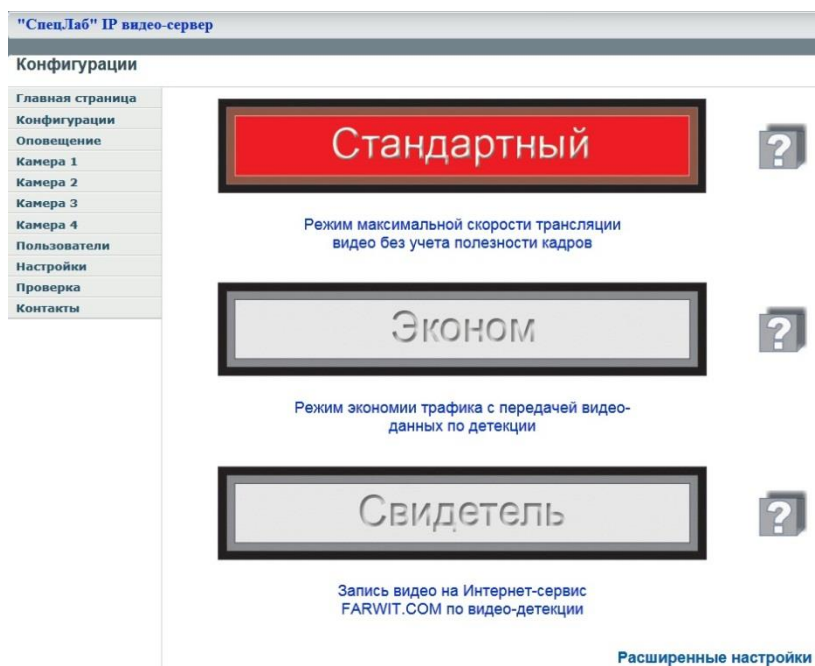 "СпецЛаб" IP видео-сервер
Конфигурации
Главная страница
Конфигурации
Оповещение
Камера 1
Камера 2
Камера 3
Камера 4
Пользователи
Настройки
Проверка
Контакты
Стандартный
?
Режим максимальной скорости трансляции
видео без учета полезности кадров
Эконом
?
Режим экономии трафика с передачей видео-
данных по детекции
Свидетель
?
Запись видео на Интернет-сервис
FARWIT.COM по видео-детекции
Расширенные настройки